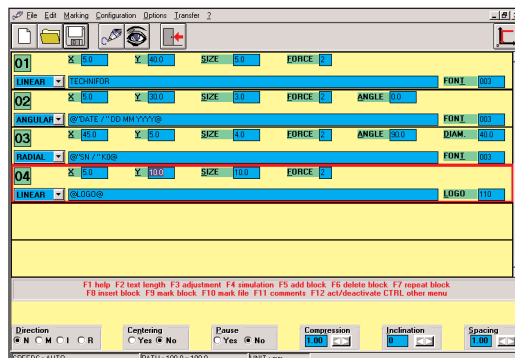 File Edit Marking Configuration Options Transfer ?
01 X 5.0 Y 40.0 SIZE 5.0 FORCE 2
LINEAR TECHNIFOR FONT 003
02 X 5.0 Y 30.0 SIZE 3.0 FORCE 2 ANGLE 0.0
ANGULAR @"DATE /" DD MM YYYY@ FONT 003
03 X 45.0 Y 5.0 SIZE 4.0 FORCE 2 ANGLE 90.0 DIAM. 40.0
RADIAL @"SN /" K0@ FONT 003
04 X 5.0 Y 10.0 SIZE 10.0 FORCE 2
LINEAR @LOGO@ LOGO 110
F1 help F2 text length F3 adjustment F4 simulation F5 add block F6 delete block F7 repeat block
F8 insert block F9 mark block F10 mark file F11 comments F12 act/deactivate CTRL other menu
Direction Centering Pause Compression Inclination Spacing
N M I R Yes No Yes No 1.00 0 1.00